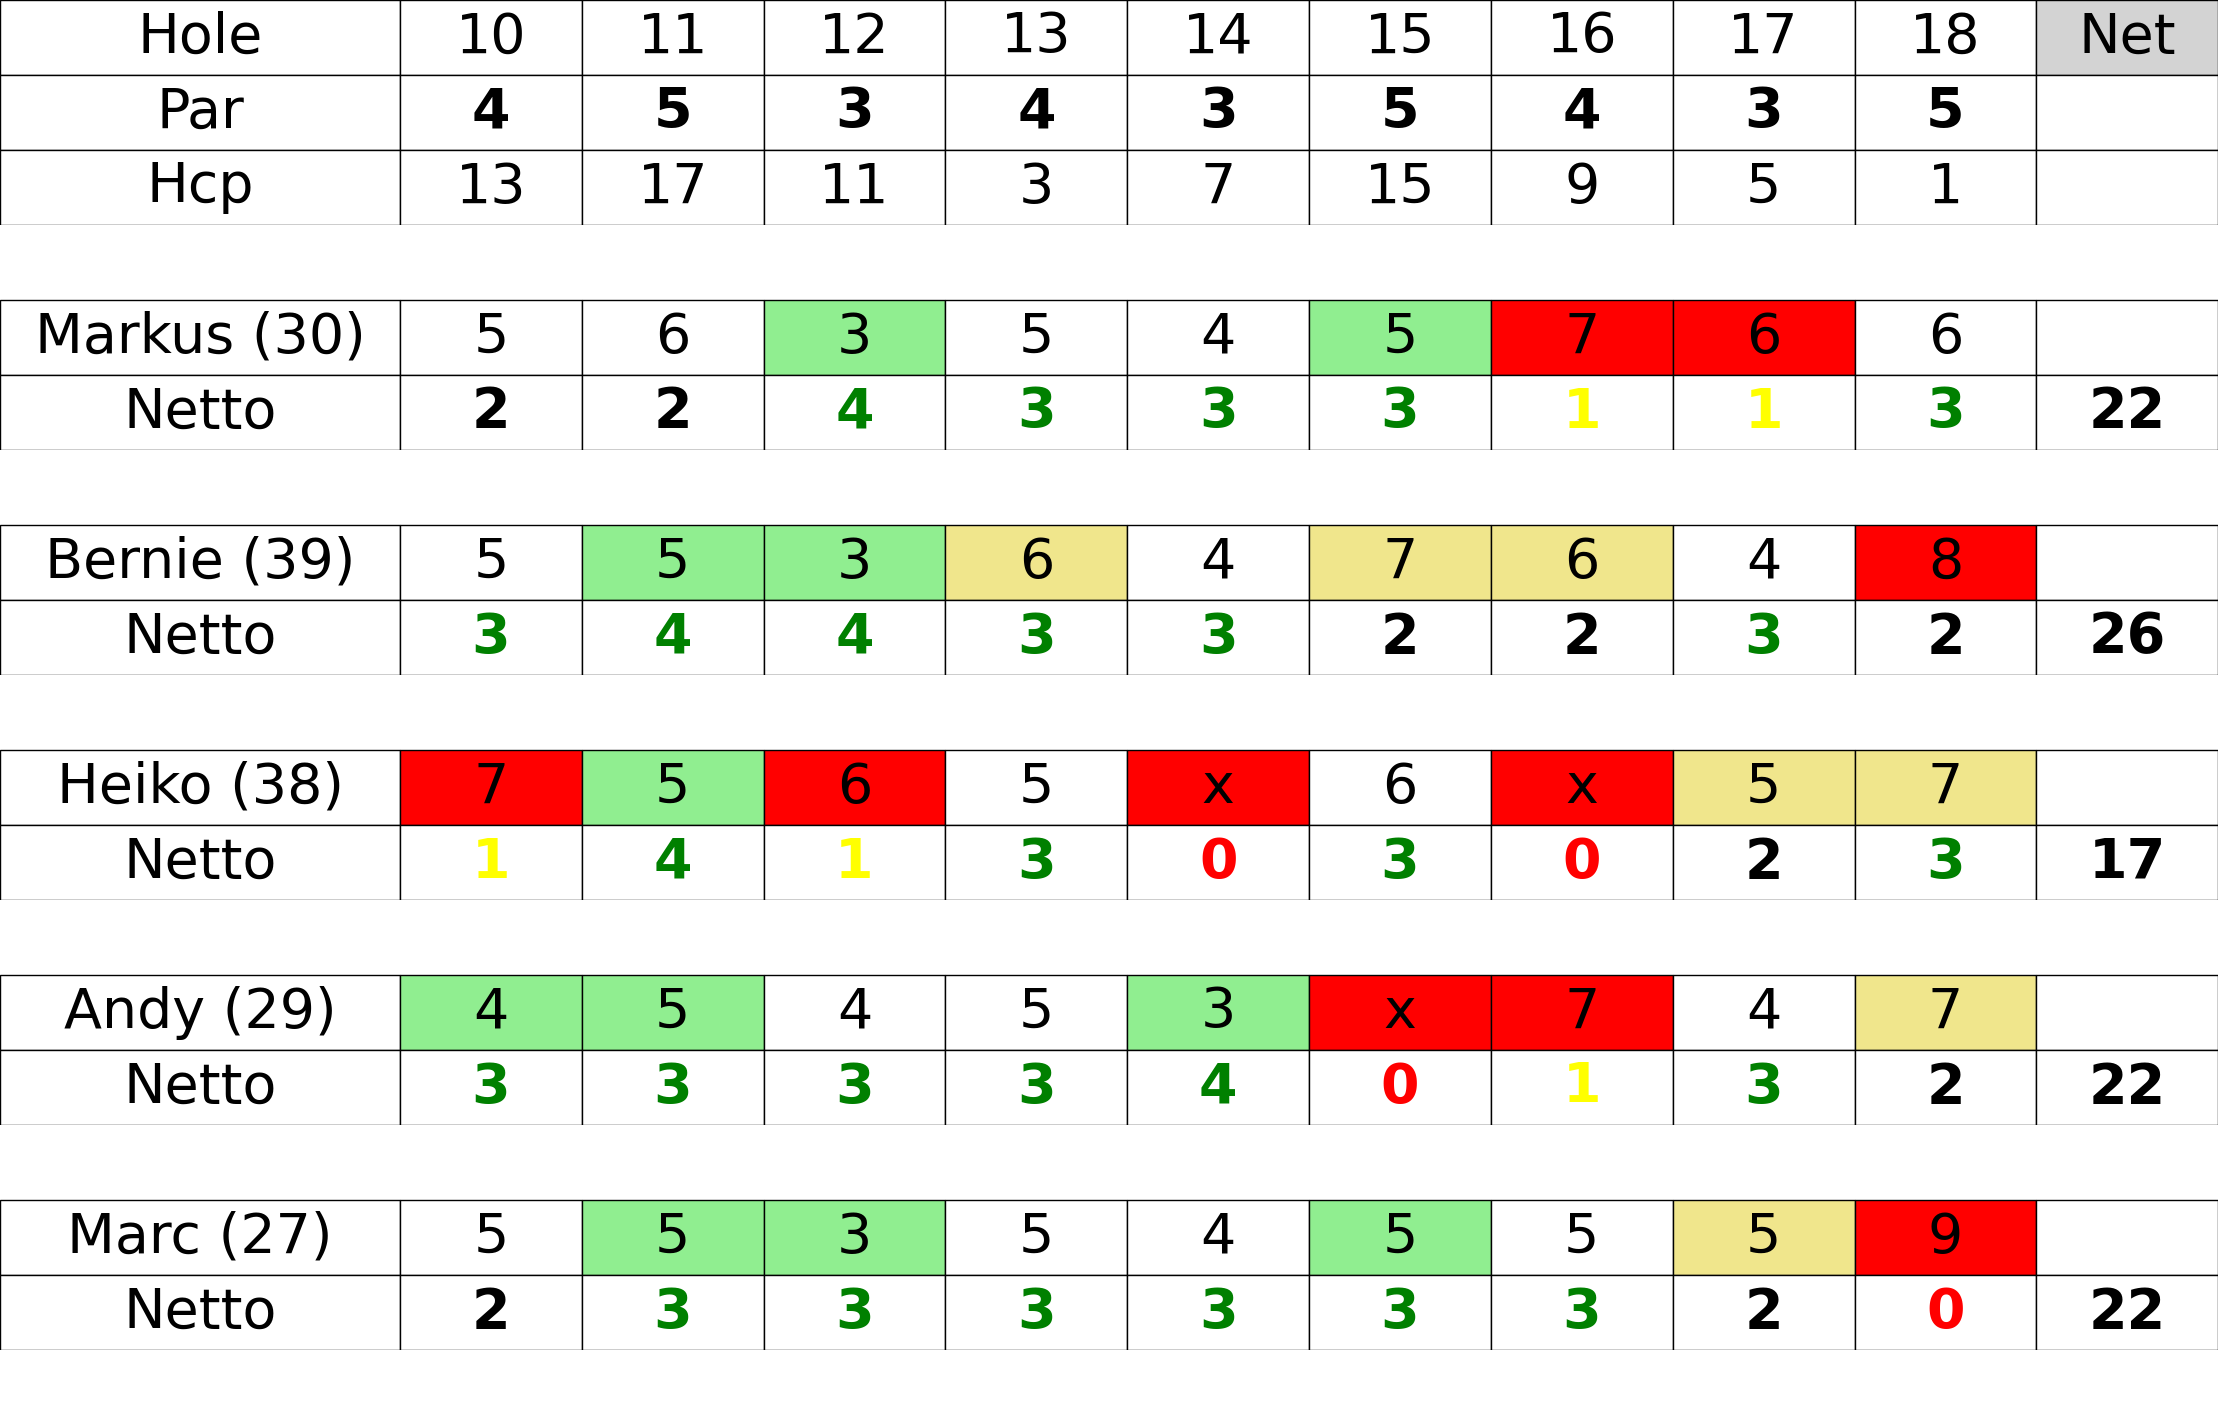 Hole 10 11 12 13 14 15 16 17 18 Net
Par 4 5 3 4 3 5 4 3 5
Hcp 13 17 11 3 7 15 9 5 1
Markus (30) 5 6 3 5 4 5 7 6 6
Netto 2 2 4 3 3 3 1 1 3 22
Bernie (39) 5 5 3 6 4 7 6 4 8
Netto 3 4 4 3 3 2 2 3 2 26
Heiko (38) 7 5 6 5 x 6 x 5 7
Netto 1 4 1 3 0 3 0 2 3 17
Andy (29) 4 5 4 5 3 x 7 4 7
Netto 3 3 3 3 4 0 1 3 2 22
Marc (27) 5 5 3 5 4 5 5 5 9
Netto 2 3 3 3 3 3 3 2 0 22